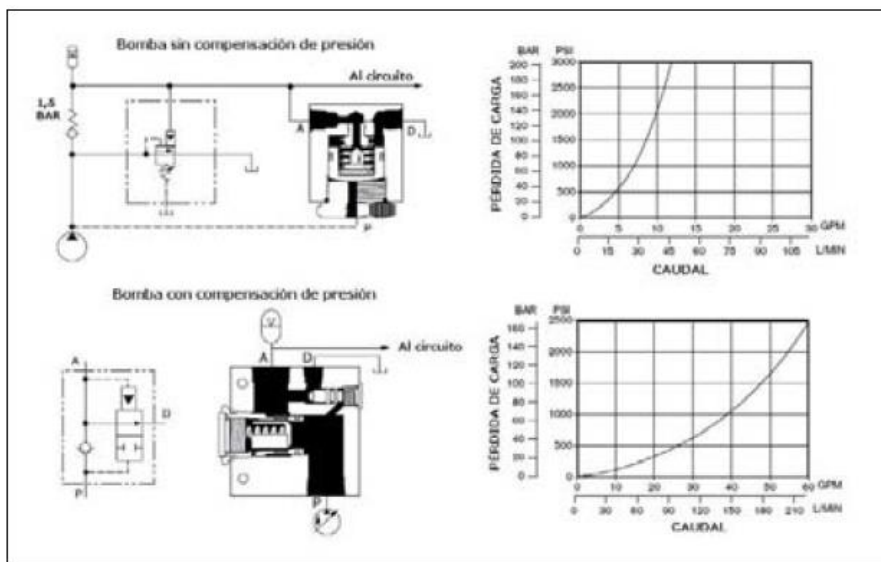 Bomba sin compensación de presión
Al circuito
1,5
BAR
A
D
P
BAR PSI
PÉRDIDA DE CARGA
200 3000
180
160 2500
140
120 2000
100 1500
80
60 1000
40
20 500
0 0
0 5 10 15 20 25 30 GPM
0 15 30 45 60 75 90 105 L/MIN
CAUDAL
Bomba con compensación de presión
V
Al circuito
A
D
P
A D
P
BAR PSI
PÉRDIDA DE CARGA
2500
160
140 2000
120
100 1500
80
60 1000
40
20 500
0 0
0 10 20 30 40 50 60 GPM
0 30 60 90 120 150 180 210 L/MIN
CAUDAL